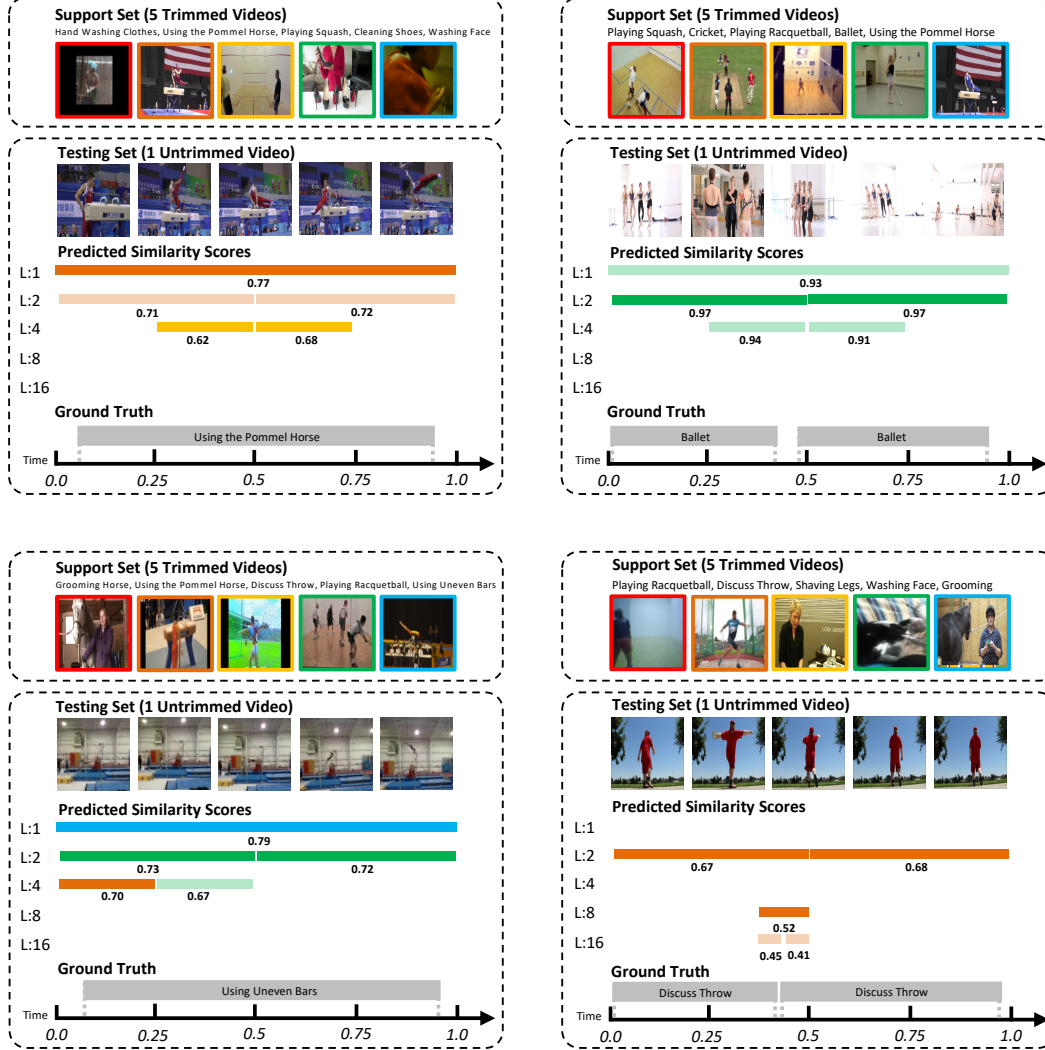 Support Set (5 Trimmed Videos)
Hand Washing Clothes, Using the Pommel Horse, Playing Squash, Cleaning Shoes, Washing Face
Testing Set (1 Untrimmed Video)
Predicted Similarity Scores
L:1
0.77
L:2
0.71 0.72
L:4
0.62 0.68
L:8
L:16
Ground Truth
Using the Pommel Horse
Time
0.0 0.25 0.5 0.75 1.0
Support Set (5 Trimmed Videos)
Playing Squash, Cricket, Playing Racquetball, Ballet, Using the Pommel Horse
Testing Set (1 Untrimmed Video)
Predicted Similarity Scores
L:1
0.93
L:2
0.97 0.97
L:4
0.94 0.91
L:8
L:16
Ground Truth
Ballet Ballet
Time
0.0 0.25 0.5 0.75 1.0
Support Set (5 Trimmed Videos)
Grooming Horse, Using the Pommel Horse, Discuss Throw, Playing Racquetball, Using Uneven Bars
Testing Set (1 Untrimmed Video)
Predicted Similarity Scores
L:1
0.79
L:2
0.73 0.72
L:4
0.70 0.67
L:8
L:16
Ground Truth
Using Uneven Bars
Time
0.0 0.25 0.5 0.75 1.0
Support Set (5 Trimmed Videos)
Playing Racquetball, Discuss Throw, Shaving Legs, Washing Face, Grooming
Testing Set (1 Untrimmed Video)
Predicted Similarity Scores
L:1
L:2
0.67 0.68
L:4
L:8
0.52
L:16
0.45 0.41
Ground Truth
Discuss Throw Discuss Throw
Time
0.0 0.25 0.5 0.75 1.0